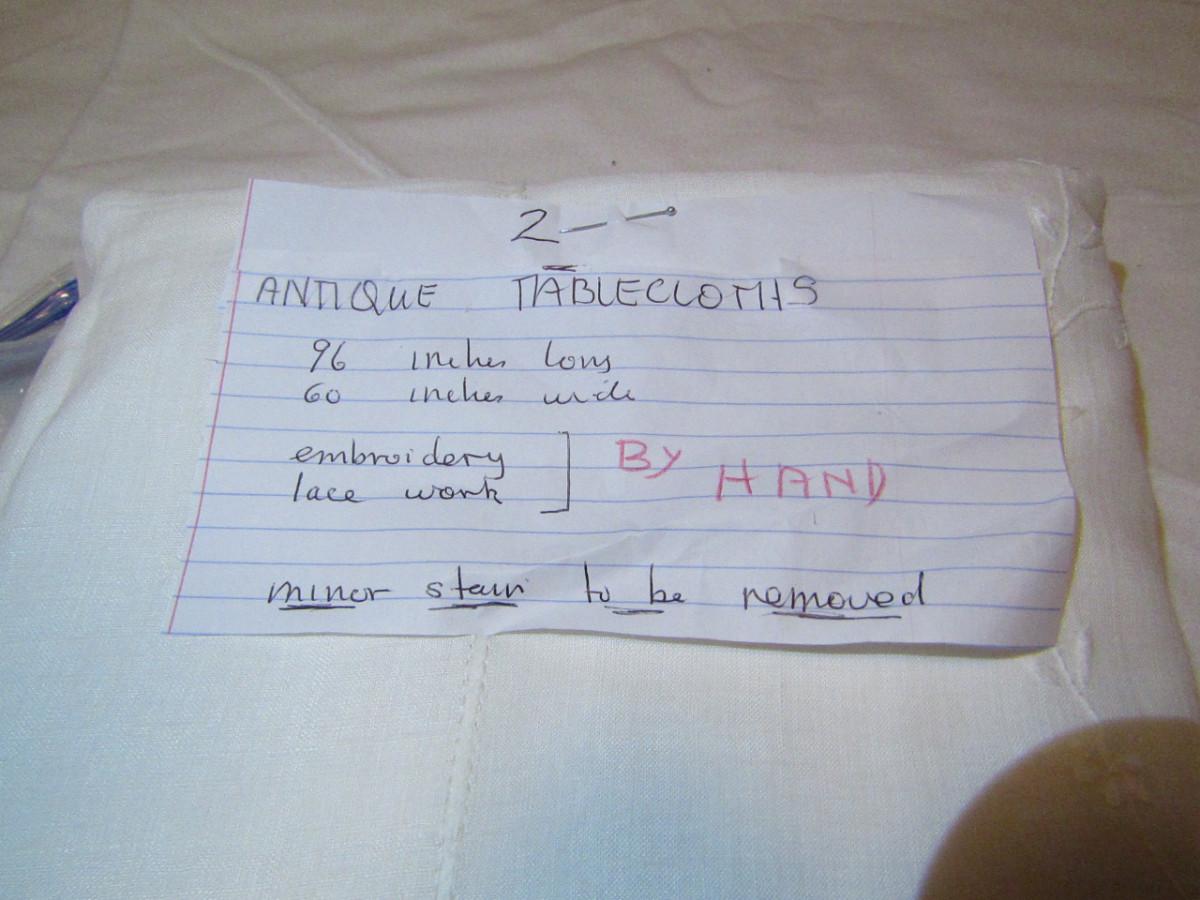 2
ANTIQUE TABLECLOTHS
96 inches long
60 inches wide
embroidery
lace work
BY HAND
minor stain to be removed